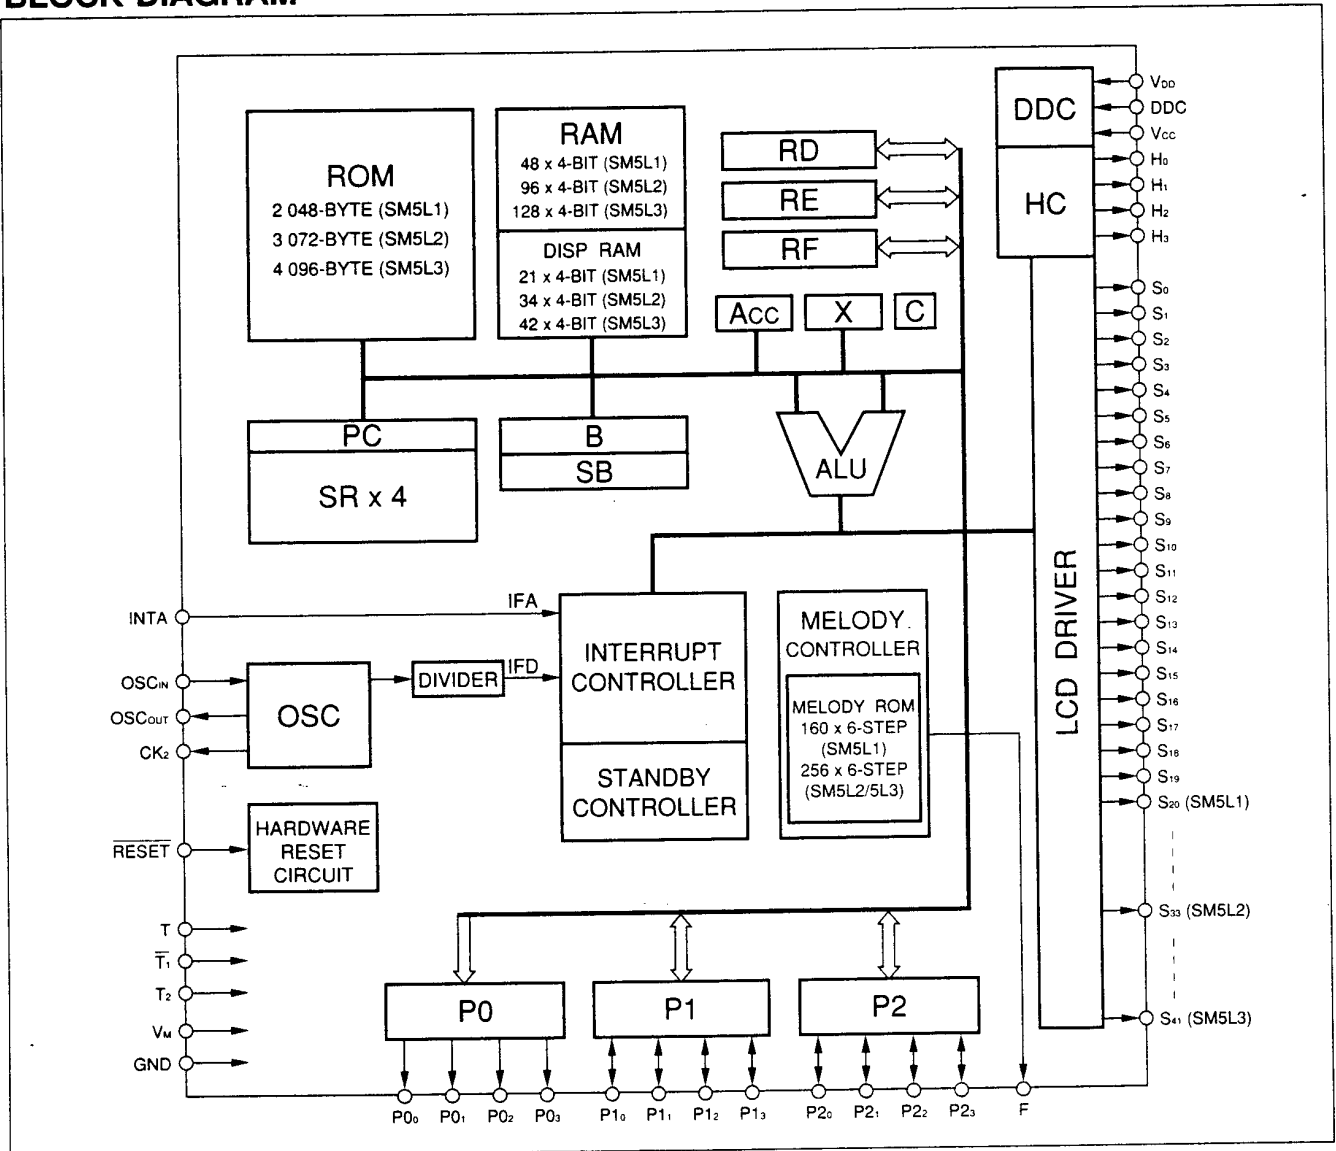 BLOCK DIAGRAM
ROM
2 048-BYTE (SM5L1)
3 072-BYTE (SM5L2)
4 096-BYTE (SM5L3)
RAM
48 x 4-BIT (SM5L1)
96 x 4-BIT (SM5L2)
128 x 4-BIT (SM5L3)
DISP RAM
21 x 4-BIT (SM5L1)
34 x 4-BIT (SM5L2)
42 x 4-BIT (SM5L3)
RD
RE
RF
ACC
X
C
PC
SR x 4
B
SB
ALU
DDC
HC
LCD DRIVER
VDD
DDC
VCC
H0
H1
H2
H3
S0
S1
S2
S3
S4
S5
S6
S7
S8
S9
S10
S11
S12
S13
S14
S15
S16
S17
S18
S19
S20 (SM5L1)
S33 (SM5L2)
S41 (SM5L3)
INTA
IFA
OSCIN
OSCOUT
CK2
OSC
DIVIDER
IFD
INTERRUPT
CONTROLLER
STANDBY
CONTROLLER
MELODY
CONTROLLER
MELODY ROM
160 x 6-STEP
(SM5L1)
256 x 6-STEP
(SM5L2/5L3)
RESET
HARDWARE
RESET
CIRCUIT
T
T1
T2
VM
GND
P0
P1
P2
P00
P01
P02
P03
P10
P11
P12
P13
P20
P21
P22
P23
F